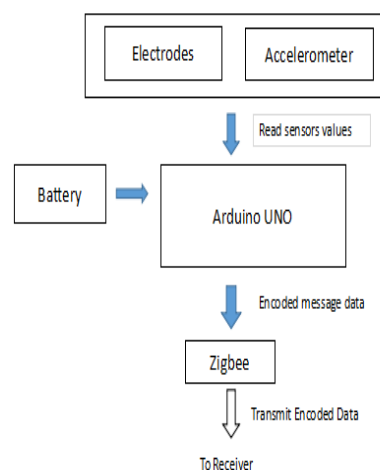 Electrodes
Accelerometer
Read sensors values
Battery
Arduino UNO
Encoded message data
Zigbee
Transmit Encoded Data
To Receiver